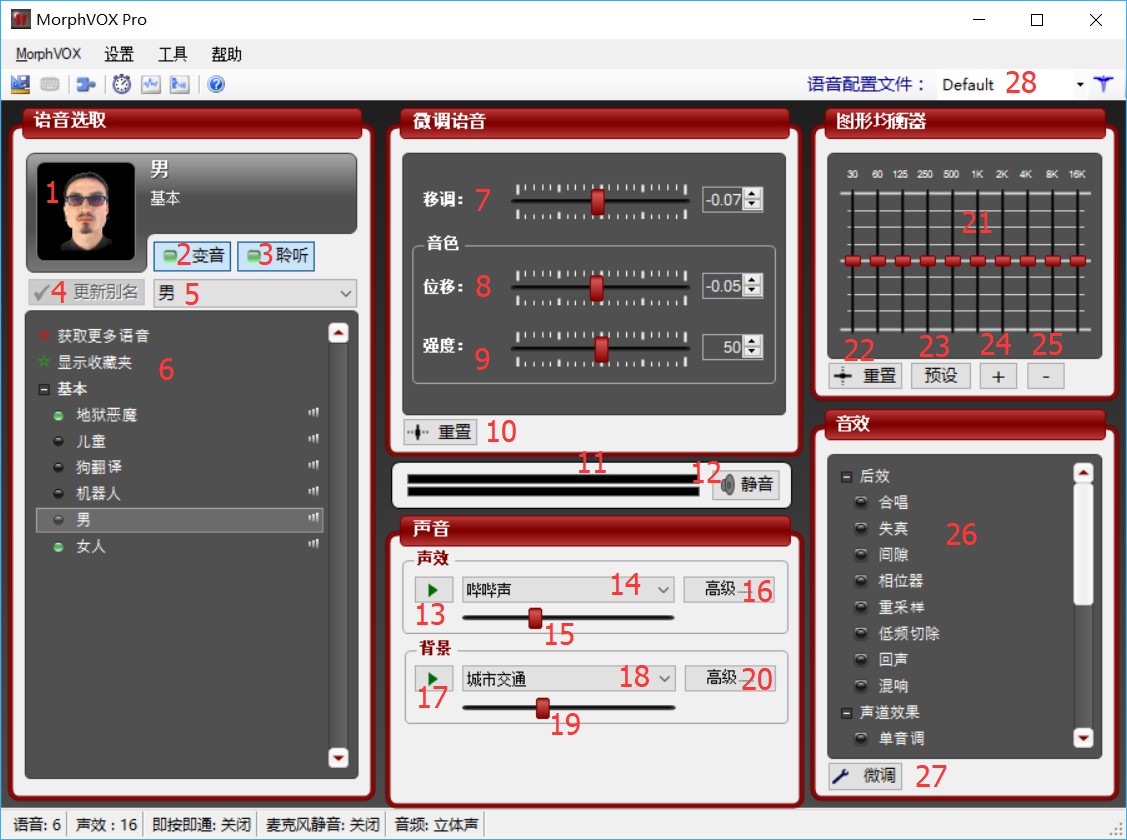 MorphVOX Pro
MorphVOX 设置 工具 帮助
语音配置文件： Default 28
语音选取
1 男
基本
2 变音 3 聆听
4 更新别名 男 5
获取更多语音
显示收藏夹 6
基本
地狱恶魔
儿童
狗翻译
机器人
男
女人
微调语音
移调： 7 -0.07
音色
位移： 8 -0.05
强度： 9 50
重置 10
11 12 静音
声音
声效
13 哔哔声 14 高级... 16
15
背景
17 城市交通 18 高级... 20
19
图形均衡器
30 60 125 250 500 1K 2K 4K 8K 16K
21
22 23 24 25
重置 预设 + -
音效
后效
合唱
失真 26
间隙
相位器
重采样
低频切除
回声
混响
声道效果
单音调
微调 27
语音: 6 声效：16 即按即通: 关闭 麦克风静音: 关闭 音频: 立体声